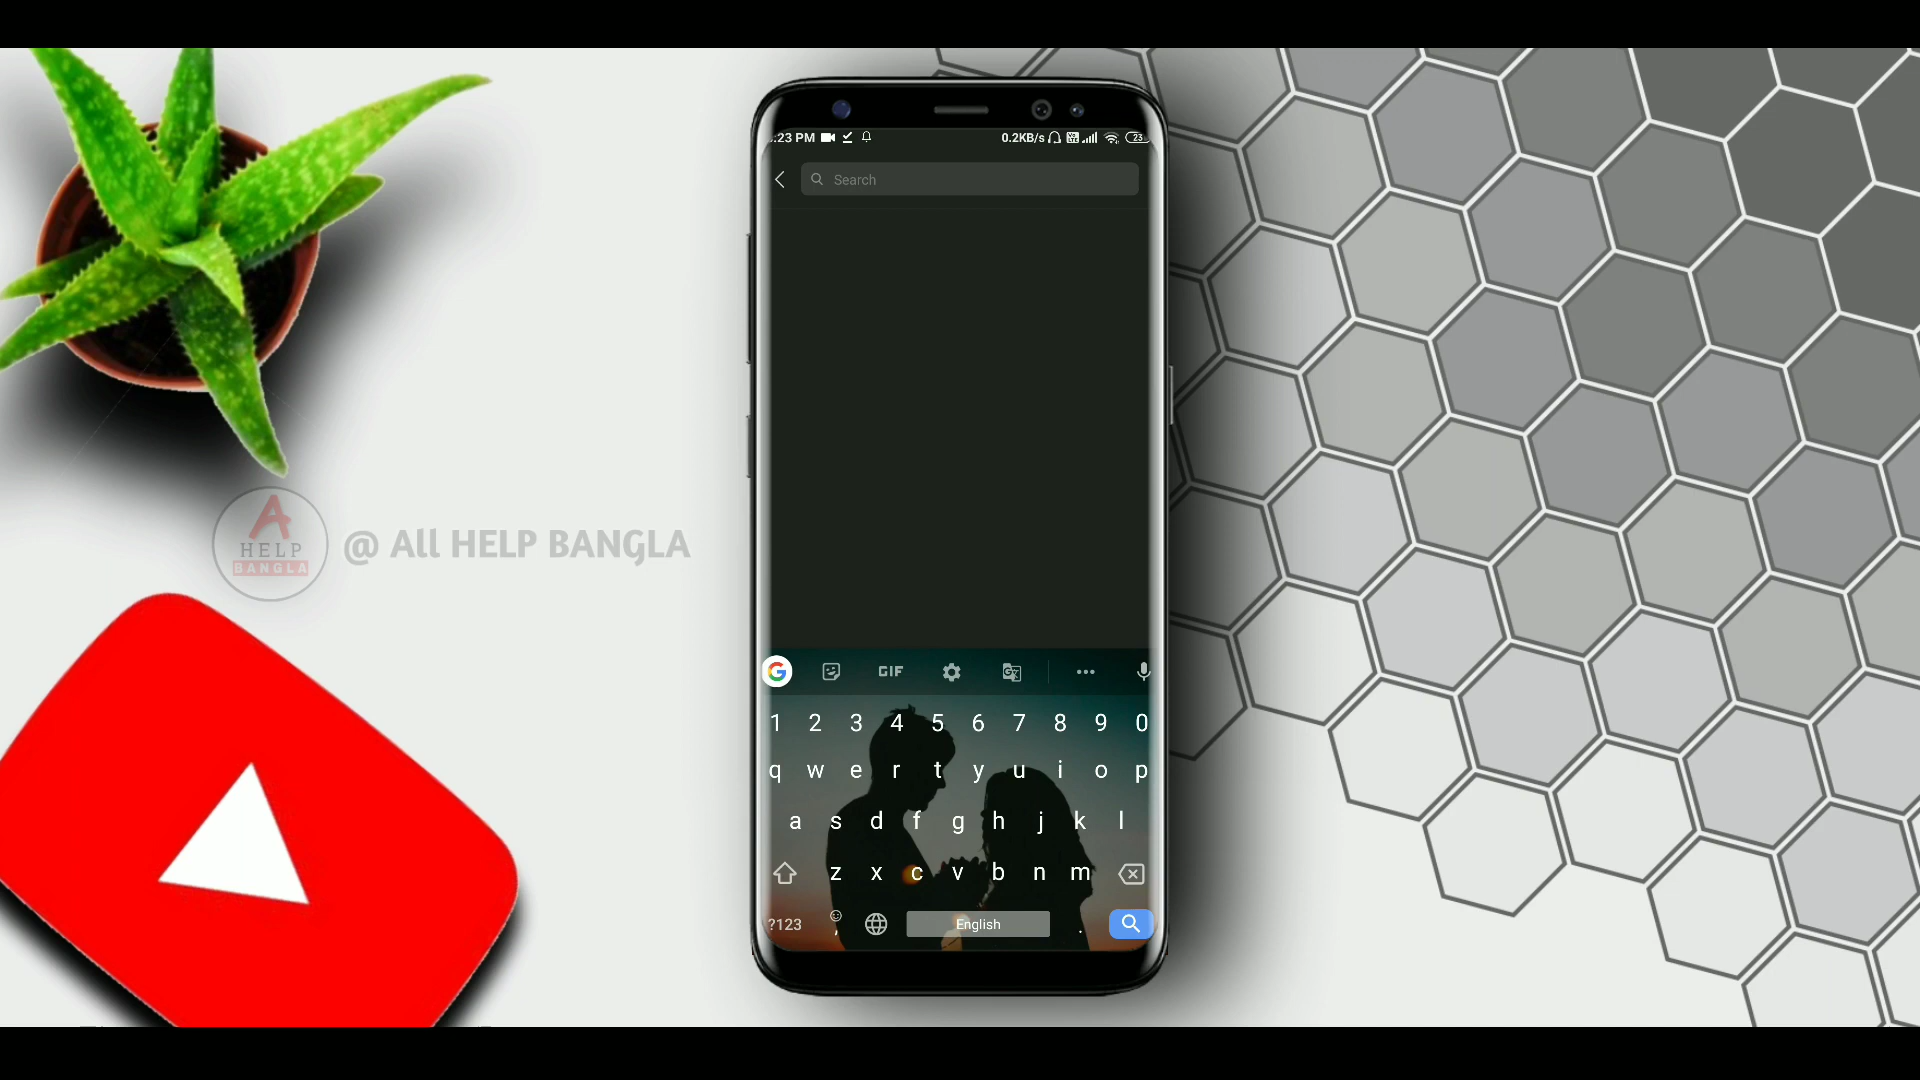 :23 PM 0.2KB/s 23
Search
GIF
1 2 3 4 5 6 7 8 9 0
q w e r t y u i o p
a s d f g h j k l
z x c v b n m
?123 , English .
A
HELP
BANGLA
@ All HELP BANGLA